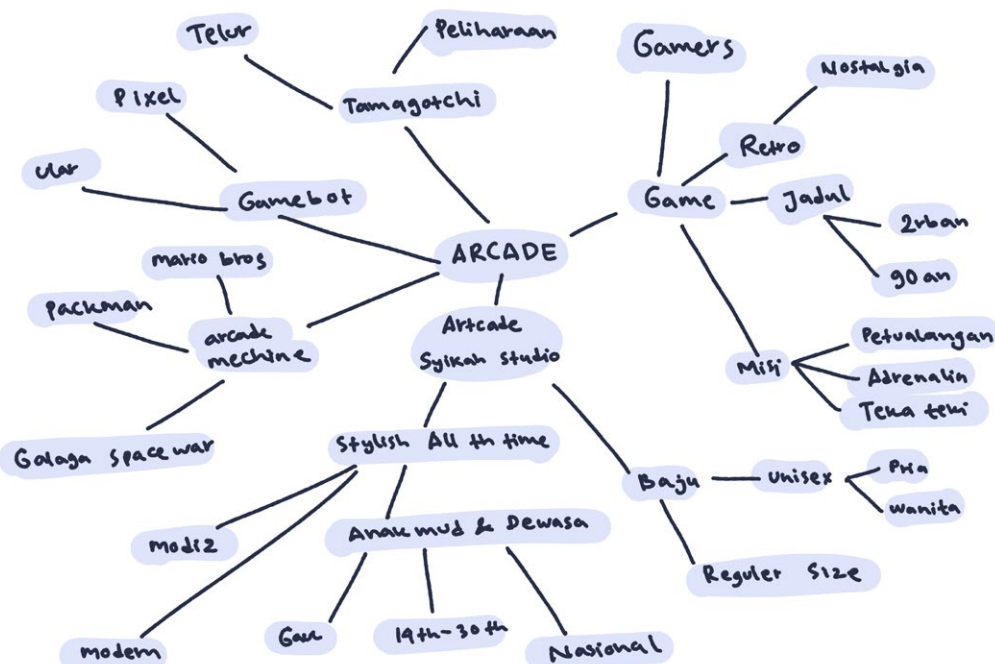 Telur
Peliharaan
Gamers
Nostalgia
Pixel
Tamagotchi
Retro
ular
Gamebot
Game
Jadul
2rban
mario bros
ARCADE
90 an
packman
arcade
mechine
Artcade
Syikah Studio
Petualangan
Misi
Adrenalin
Teka teki
Galaga space war
Stylish All th time
Baju
unisex
Pria
wanita
modis
Anak mud & Dewasa
Reguler Size
modern
19th-30th
Nasional